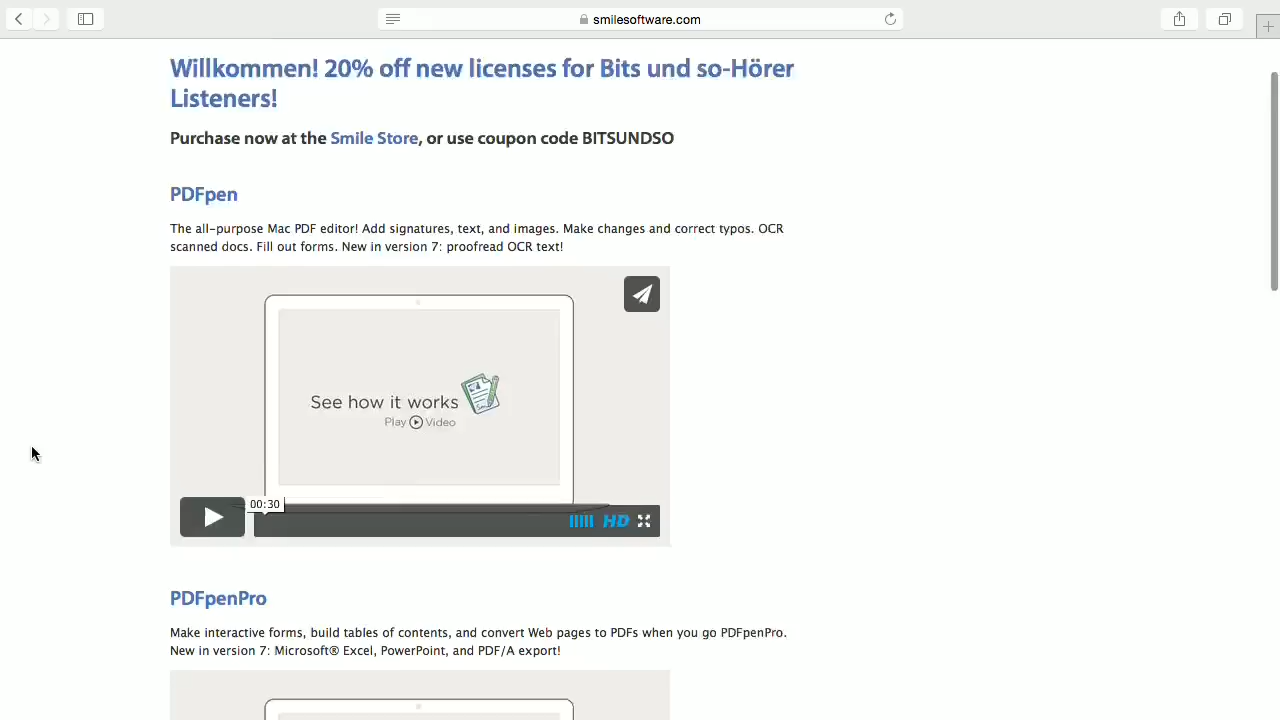 smilesoftware.com
Willkommen! 20% off new licenses for Bits und so-Hörer
Listeners!
Purchase now at the Smile Store, or use coupon code BITSUNDSO
PDFpen
The all-purpose Mac PDF editor! Add signatures, text, and images. Make changes and correct typos. OCR
scanned docs. Fill out forms. New in version 7: proofread OCR text!
See how it works
Play Video
00:30
HD
PDFpenPro
Make interactive forms, build tables of contents, and convert Web pages to PDFs when you go PDFpenPro.
New in version 7: Microsoft® Excel, PowerPoint, and PDF/A export!